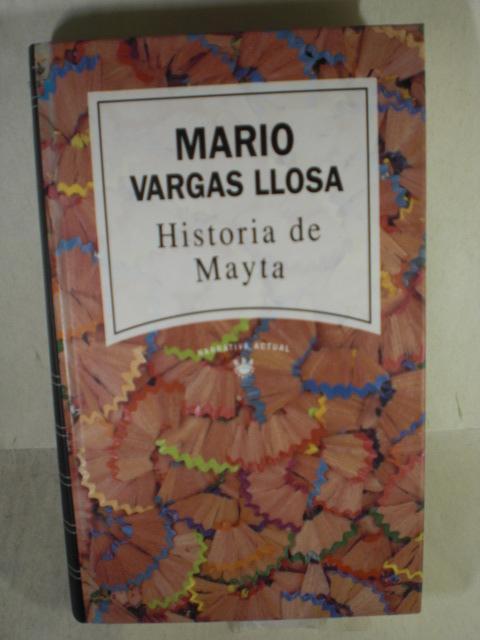 MARIO
VARGAS LLOSA
Historia de
Mayta
NARRATIVA ACTUAL